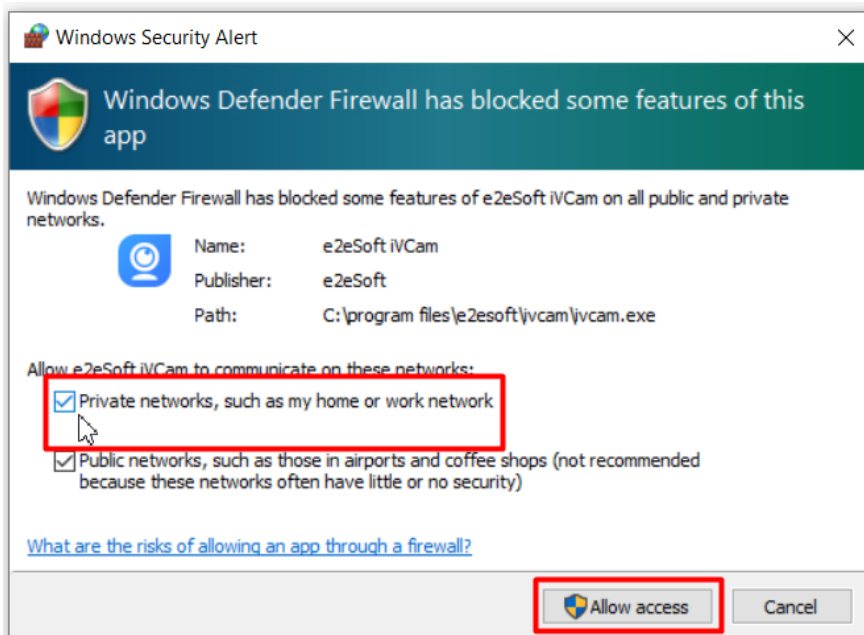 Windows Security Alert
Windows Defender Firewall has blocked some features of this
app
Windows Defender Firewall has blocked some features of e2eSoft iVCam on all public and private
networks.
Name: e2eSoft iVCam
Publisher: e2eSoft
Path: C:\program files\e2esoft\ivcam\ivcam.exe
Allow e2eSoft iVCam to communicate on these networks:
Private networks, such as my home or work network
Public networks, such as those in airports and coffee shops (not recommended
because these networks often have little or no security)
What are the risks of allowing an app through a firewall?
Allow access Cancel